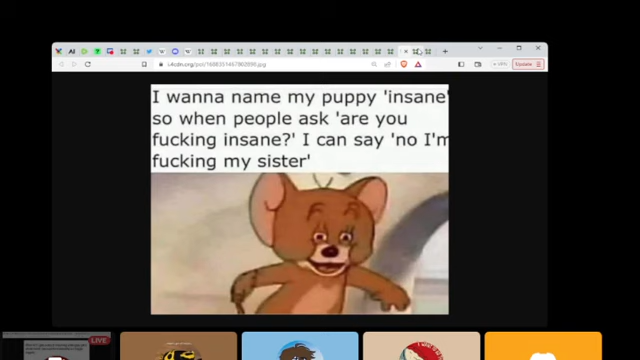 I wanna name my puppy 'insane'
so when people ask 'are you
fucking insane?' I can say 'no I'm
fucking my sister'
LIVE